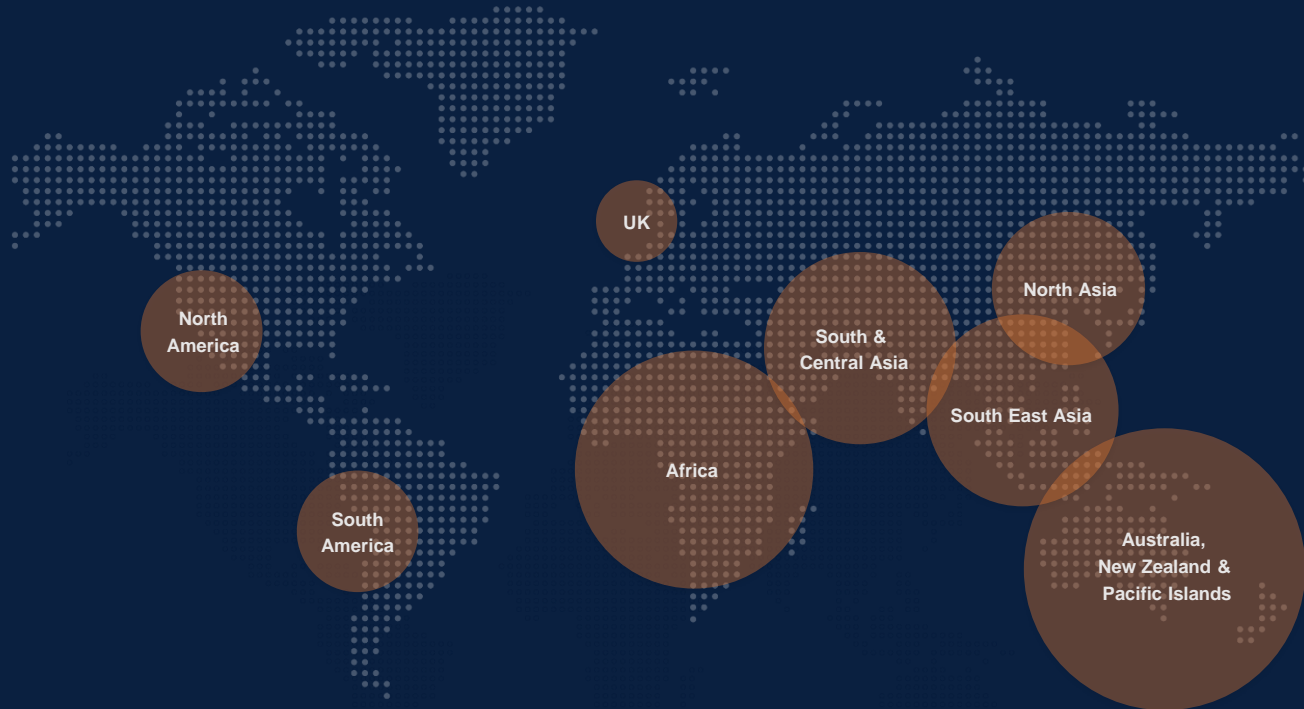 UK
North Asia
North
America
South &
Central Asia
South East Asia
Africa
South
America
Australia,
New Zealand &
Pacific Islands